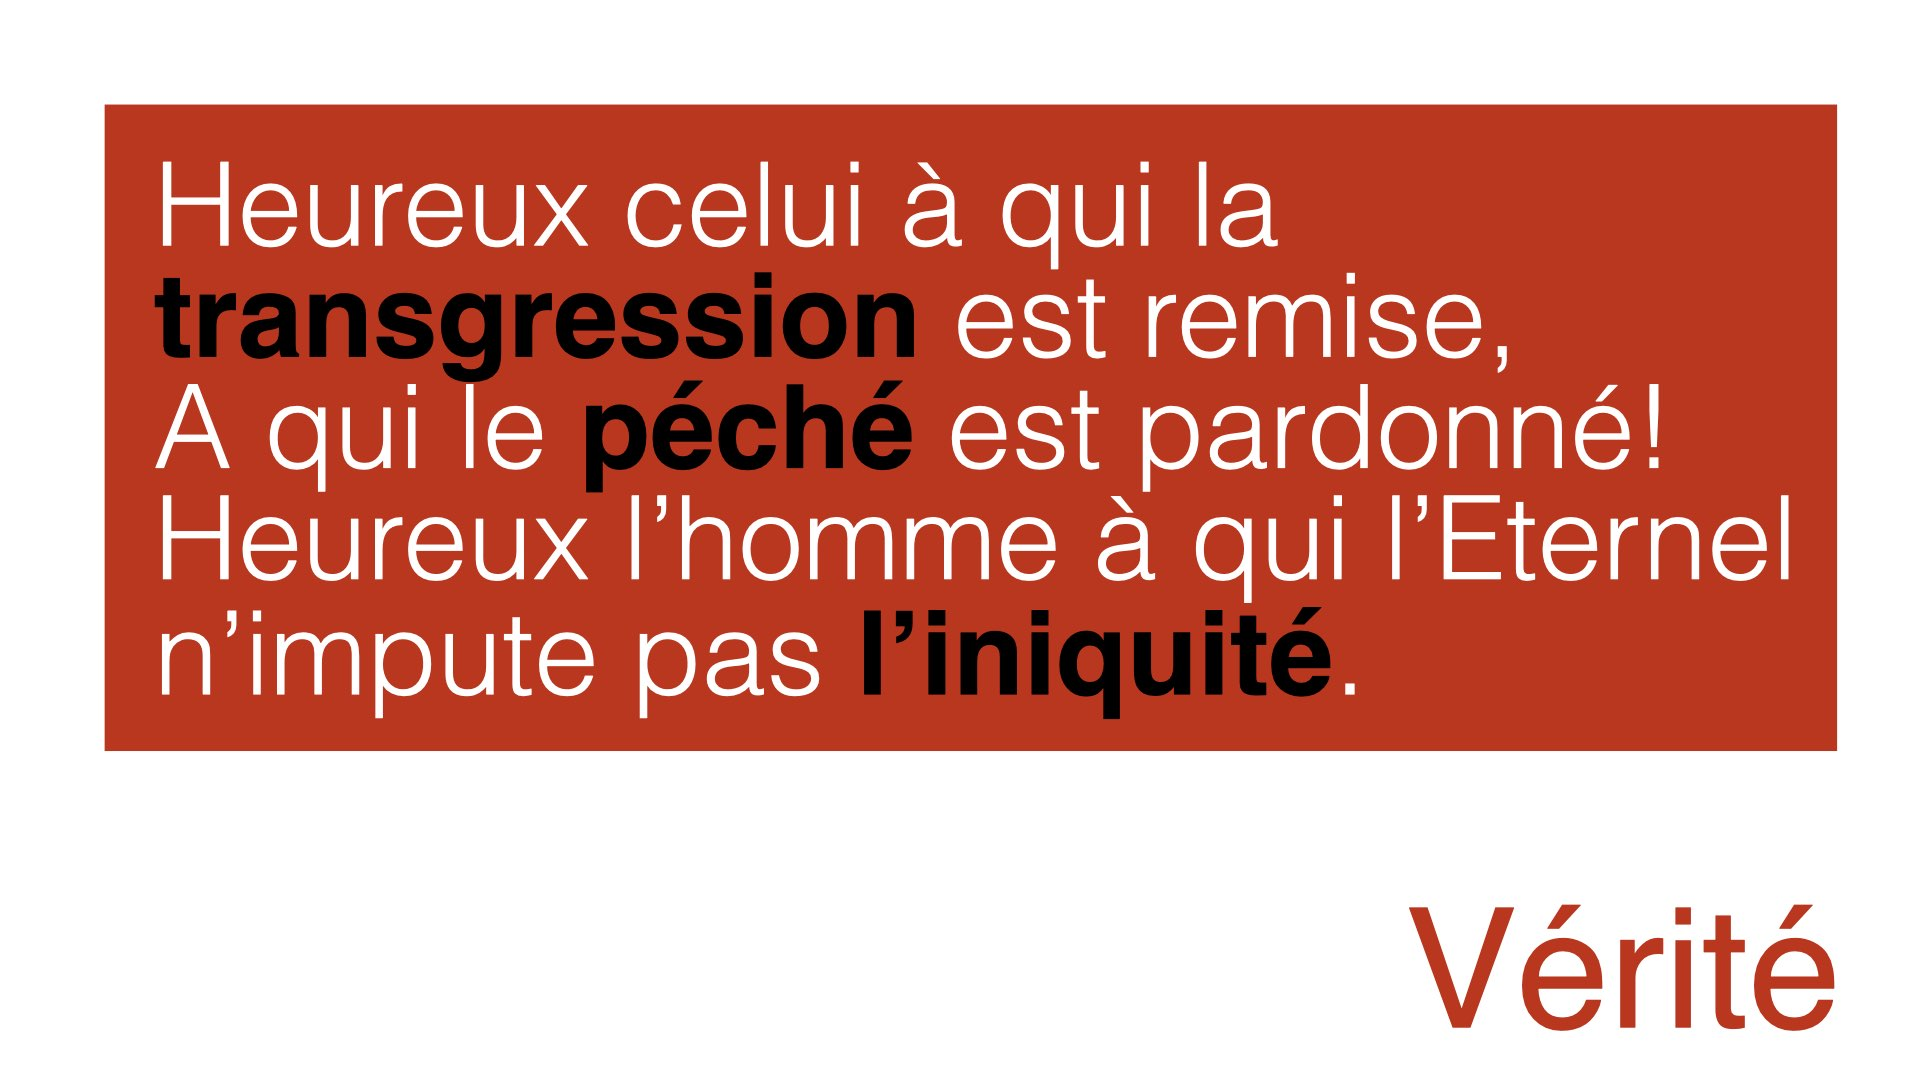 Heureux celui à qui la
transgression est remise,
A qui le péché est pardonné!
Heureux l’homme à qui l’Eternel
n’impute pas l’iniquité.
Vérité